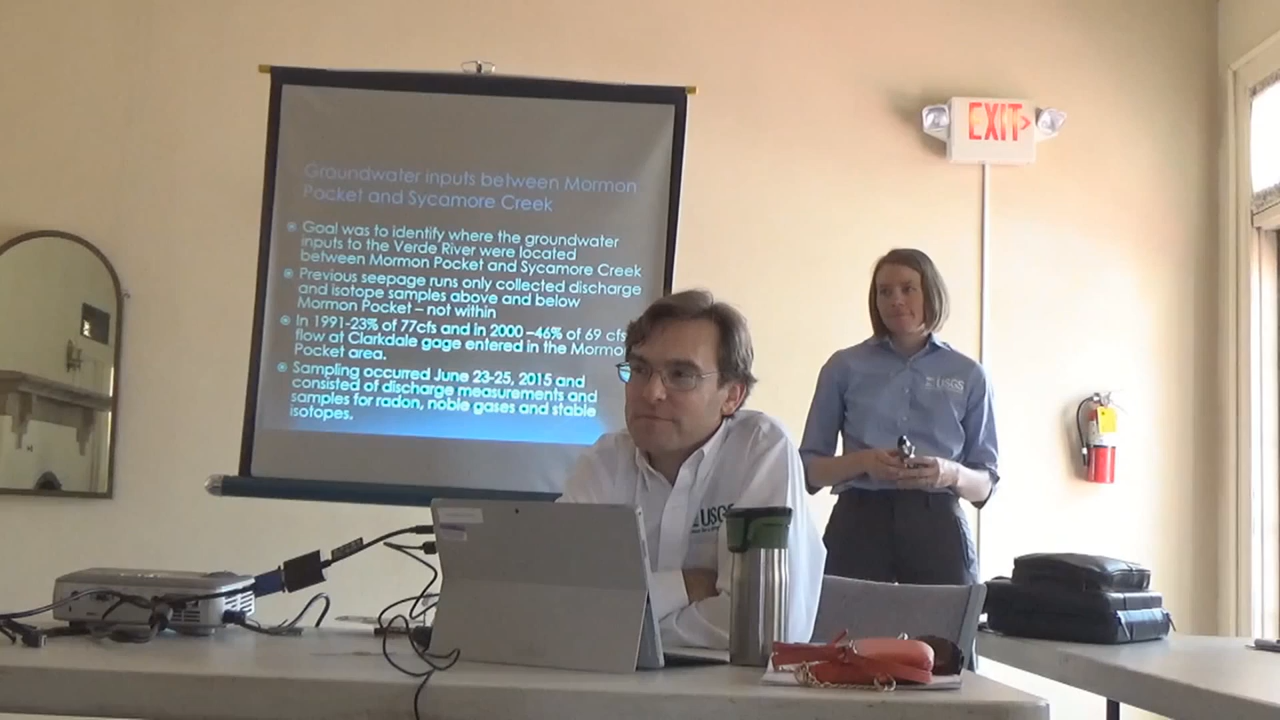 Groundwater inputs between Mormon
Pocket and Sycamore Creek
Goal was to identify where the groundwater
inputs to the Verde River were located
between Mormon Pocket and Sycamore Creek
Previous seepage runs only collected discharge
and isotope samples above and below
Mormon Pocket – not within
In 1991-23% of 77cfs and in 2000 –46% of 69 cfs
flow at Clarkdale gage entered in the Mormo
Pocket area.
Sampling occurred June 23-25, 2015 and
consisted of discharge measurements and
samples for radon, noble gases and stable
isotopes.
EXIT>
USGS
USGS